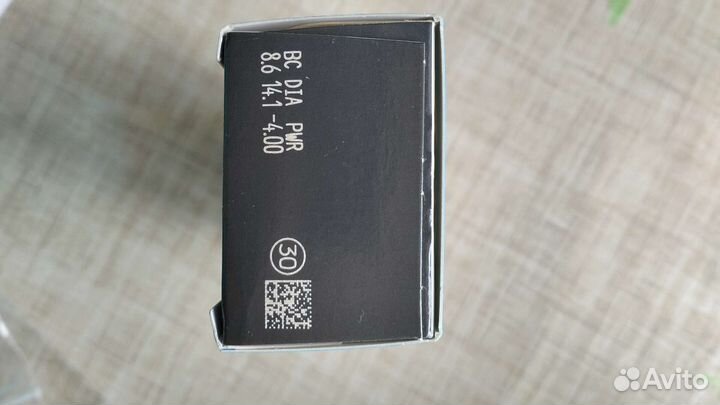 BC DIA PWR
8.6 14.1 -4.00
30
Avito